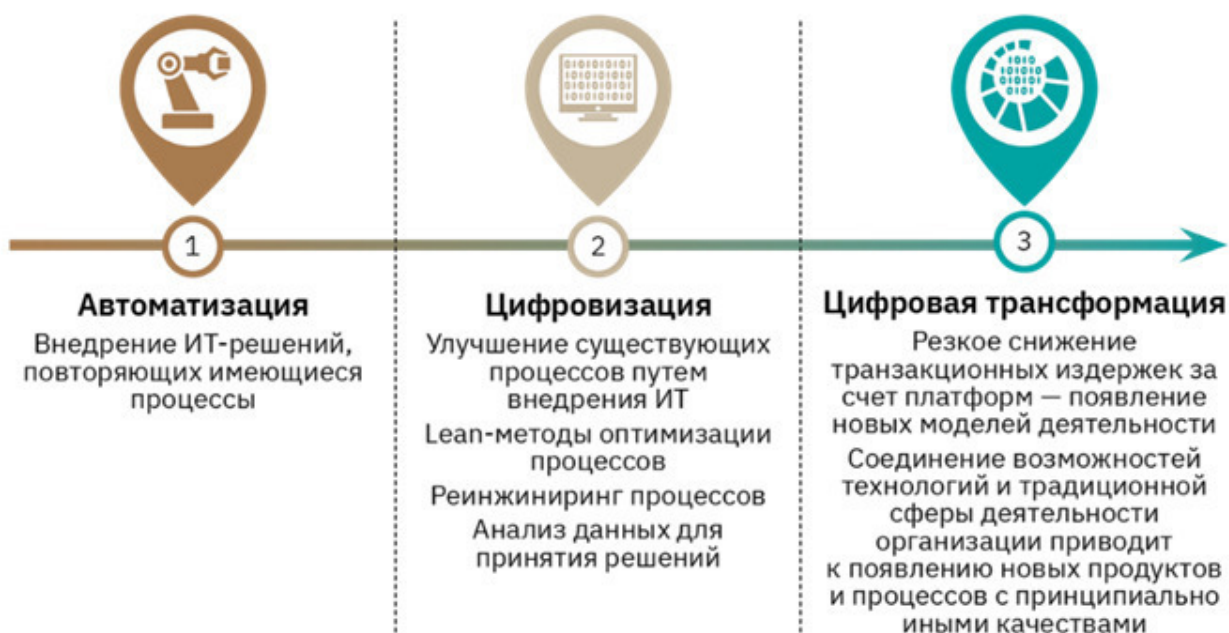 1
Автоматизация
Внедрение ИТ-решений,
повторяющих имеющиеся
процессы
2
Цифровизация
Улучшение существующих
процессов путем
внедрения ИТ
Lean-методы оптимизации
процессов
Реинжиниринг процессов
Анализ данных для
принятия решений
3
Цифровая трансформация
Резкое снижение
транзакционных издержек за
счет платформ — появление
новых моделей деятельности
Соединение возможностей
технологий и традиционной
сферы деятельности
организации приводит
к появлению новых продуктов
и процессов с принципиально
иными качествами